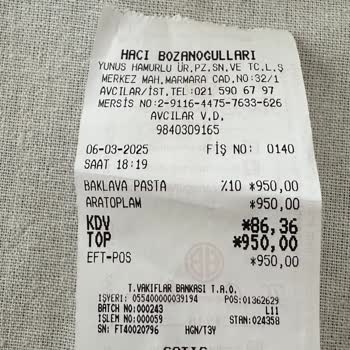 HACI BOZANOGULLARI
YUNUS HAMURLU ÜR,PZ,SN,VE TC,L,Ş
MERKEZ MAH,MARMARA CAD,NO:32/1
AVCILAR/İST,TEL:021 590 67 97
MERSİS NO:2-9116-4475-7633-626
AVCILAR V,D,
9840309165
06-03-2025 FİŞ NO: 0140
SAAT 18:19
BAKLAVA PASTA %10 *950,00
ARATOPLAM *950,00
KDV *86,36
TOP *950,00
EFT-POS *950,00
T.VAKIFLAR BANKASI T.A.O.
İŞYERİ: 055400000039194 POS:01362629
BATCH NO:000243 L11
İŞLEM NO:000059 STAN:024358
SN: FT40020796 HGN/T3Y